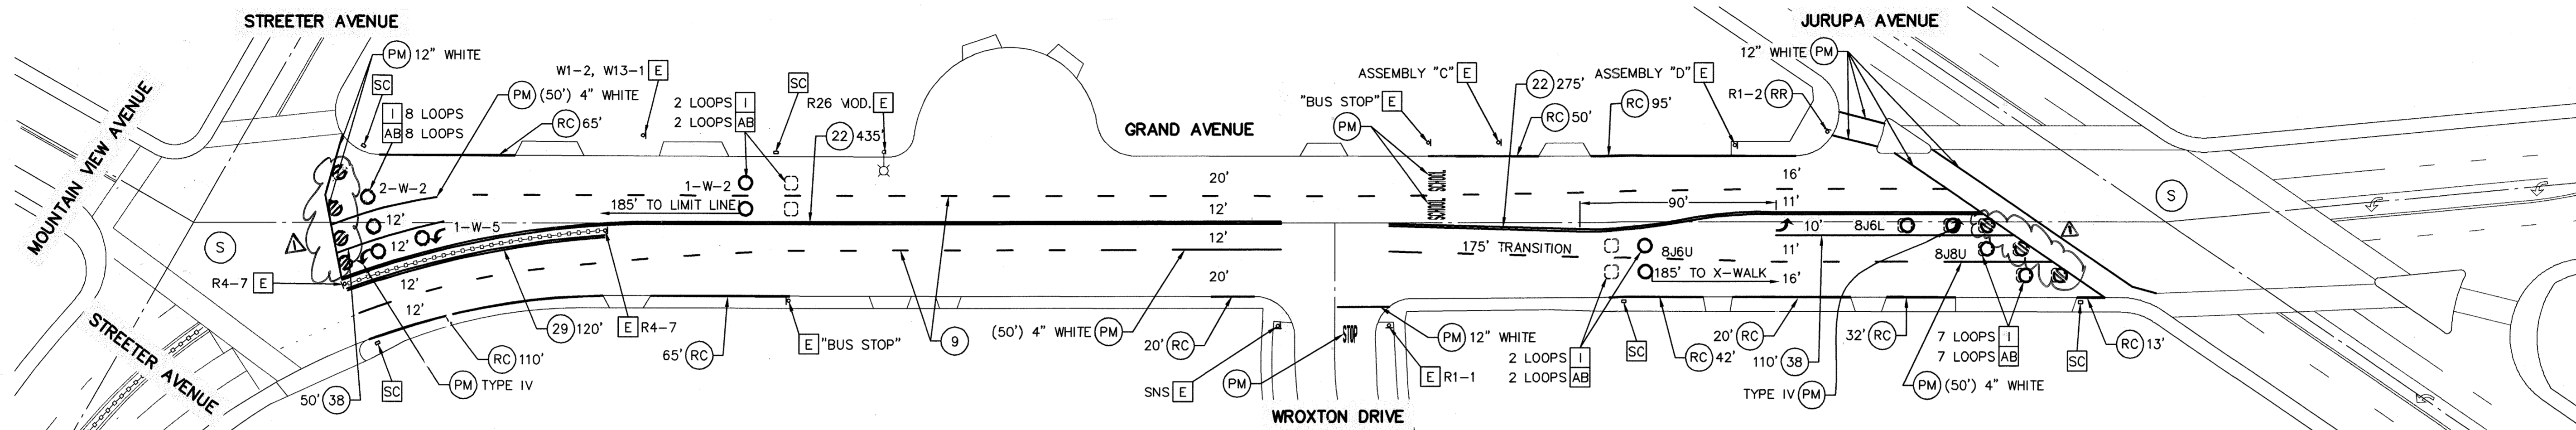 STREETER AVENUE
MOUNTAIN VIEW AVENUE
STREETER AVENUE
PM 12" WHITE
SC
I 8 LOOPS
AB 8 LOOPS
PM (50') 4" WHITE
RC 65'
W1-2, W13-1 E
2 LOOPS I
2 LOOPS AB
SC
R26 MOD. E
22 435'
GRAND AVENUE
"BUS STOP" E
PM
ASSEMBLY "C" E
22 275'
RC 50'
ASSEMBLY "D" E
RC 95'
JURUPA AVENUE
12" WHITE PM
R1-2 RR
S
2-W-2
12'
12'
1-W-5
1-W-2
185' TO LIMIT LINE
20'
12'
12'
20'
SCHOOL
SCHOOL
90'
16'
11'
10'
11'
16'
8J6L
8J8U
175' TRANSITION
8J6U
185' TO X-WALK
S
1
1
R4-7 E
12'
12'
29 120'
E R4-7
65' RC
E "BUS STOP"
9
(50') 4" WHITE PM
20' RC
RC 110'
PM TYPE IV
50' 38
SC
SNS E
PM
STOP
PM 12" WHITE
E R1-1
WROXTON DRIVE
2 LOOPS I
2 LOOPS AB
SC
RC 42'
20' RC
110' 38
32' RC
TYPE IV PM
7 LOOPS I
7 LOOPS AB
PM (50') 4" WHITE
SC
RC 13'